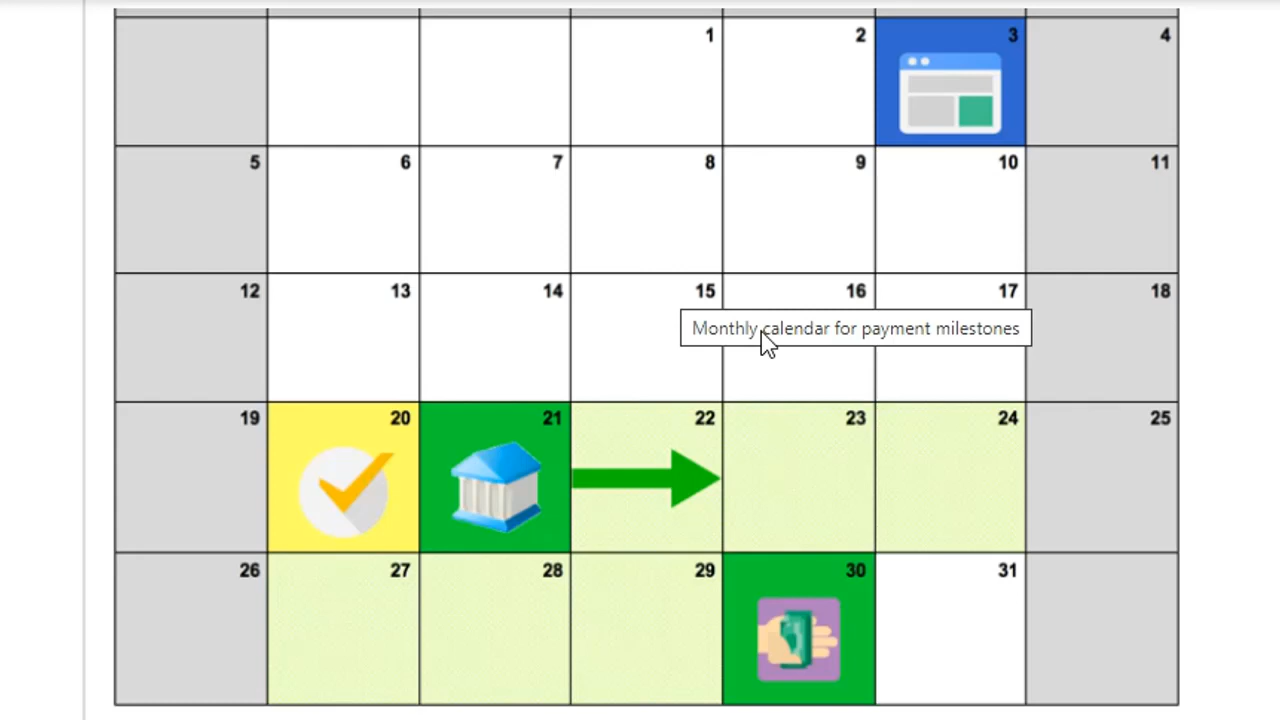 1 2 3 4
5 6 7 8 9 10 11
12 13 14 15 16 17 18
Monthly calendar for payment milestones
19 20 21 22 23 24 25
26 27 28 29 30 31